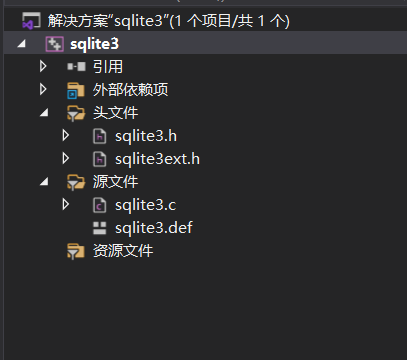 解决方案"sqlite3"(1 个项目/共 1 个)
sqlite3
引用
外部依赖项
头文件
sqlite3.h
sqlite3ext.h
源文件
sqlite3.c
sqlite3.def
资源文件